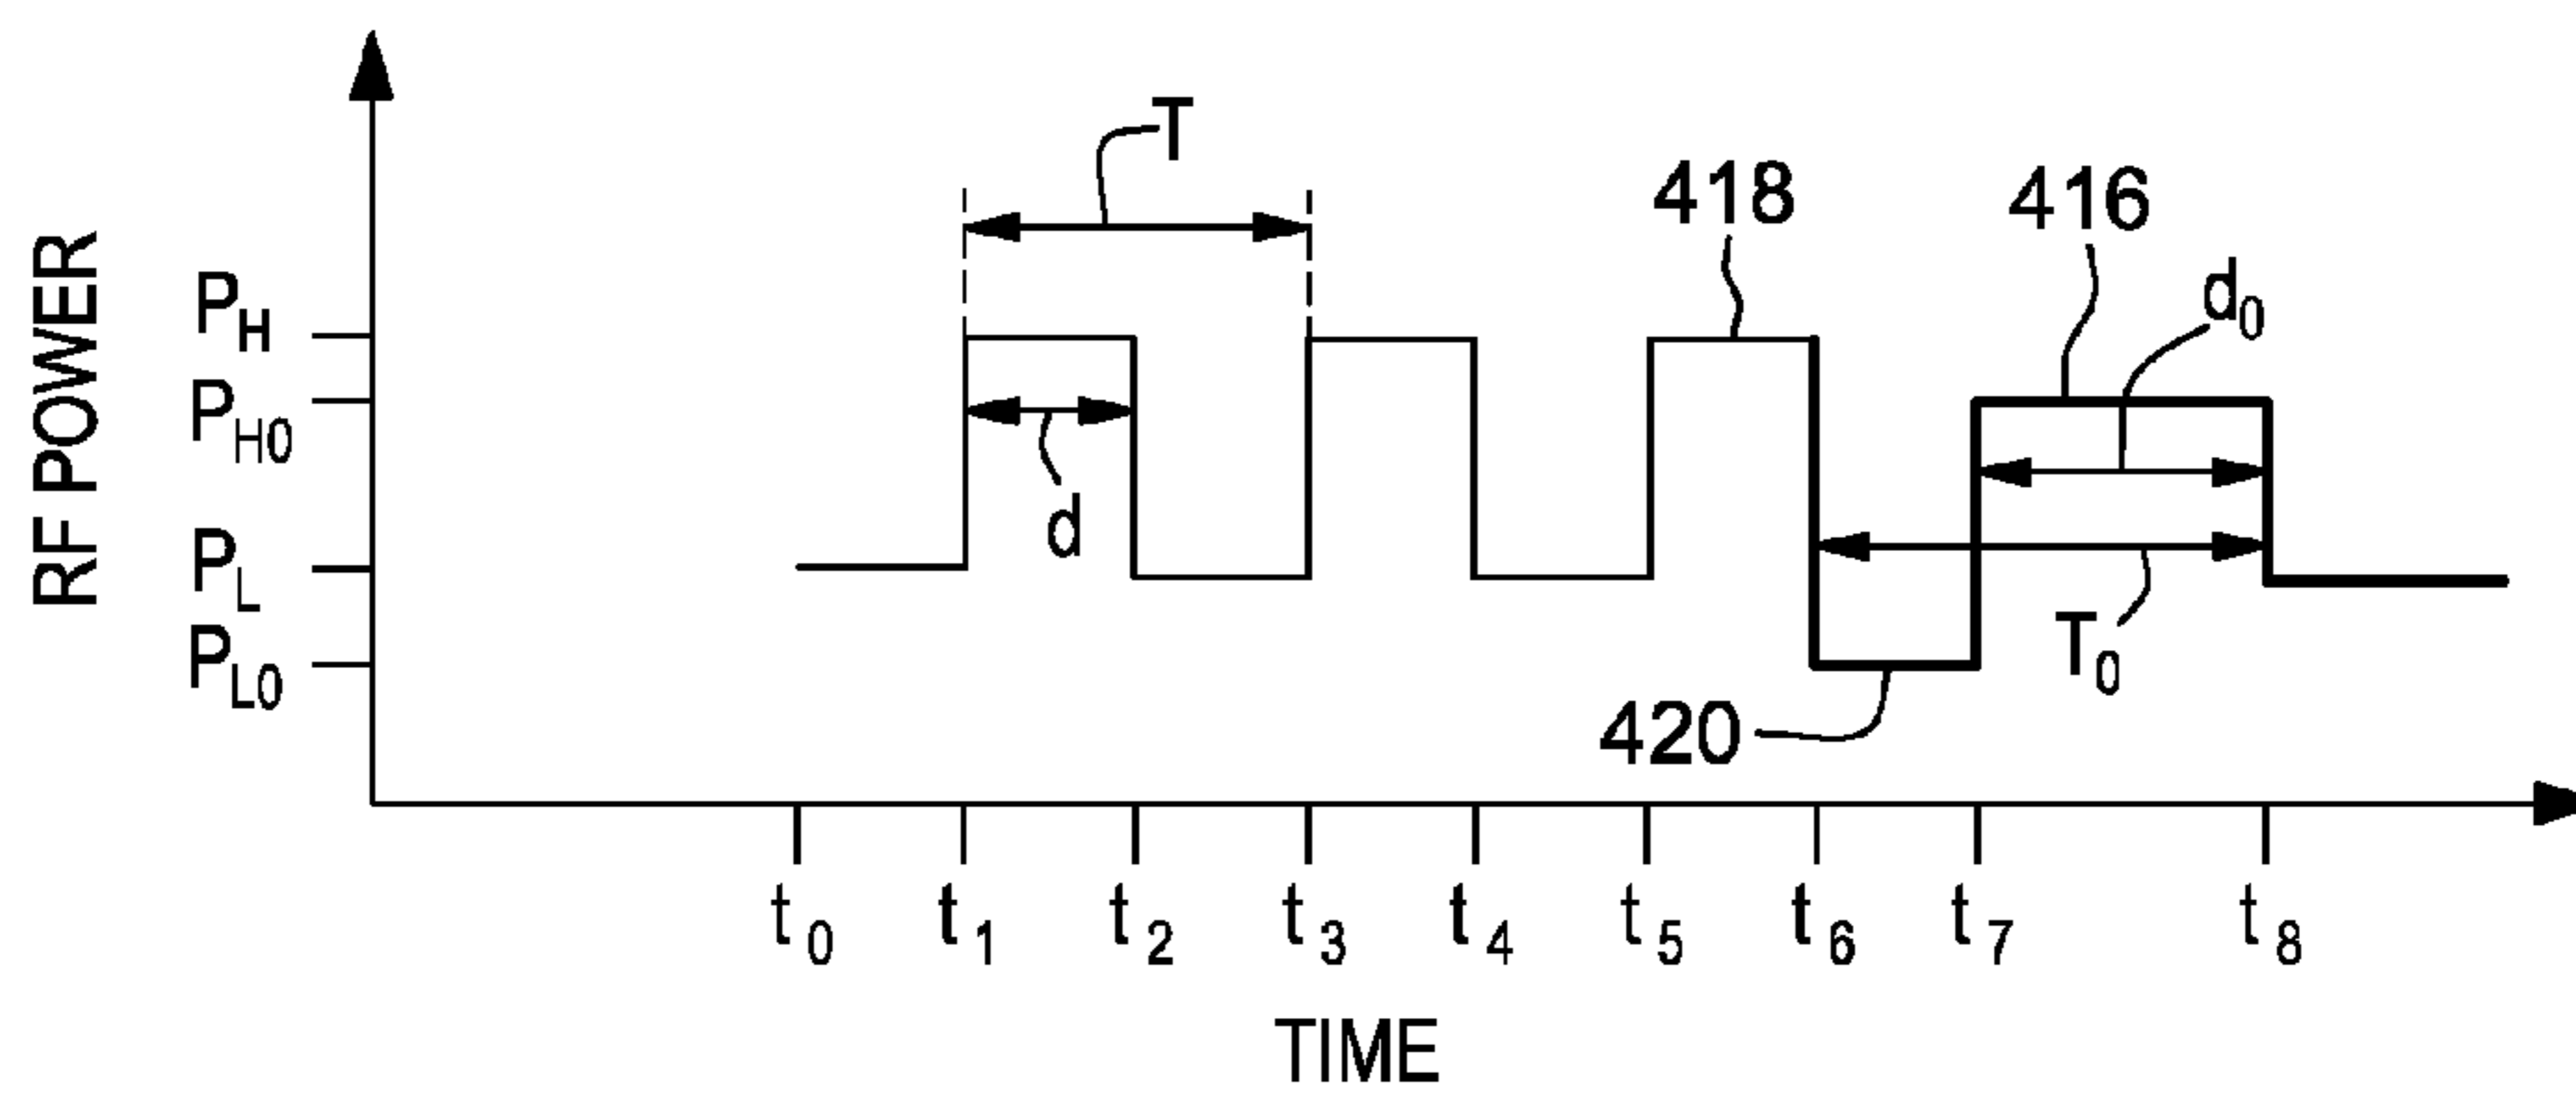 RF POWER
P_H
P_H0
P_L
P_L0
T
d
418
416
d_0
T_0
420
t_0 t_1 t_2 t_3 t_4 t_5 t_6 t_7 t_8
TIME